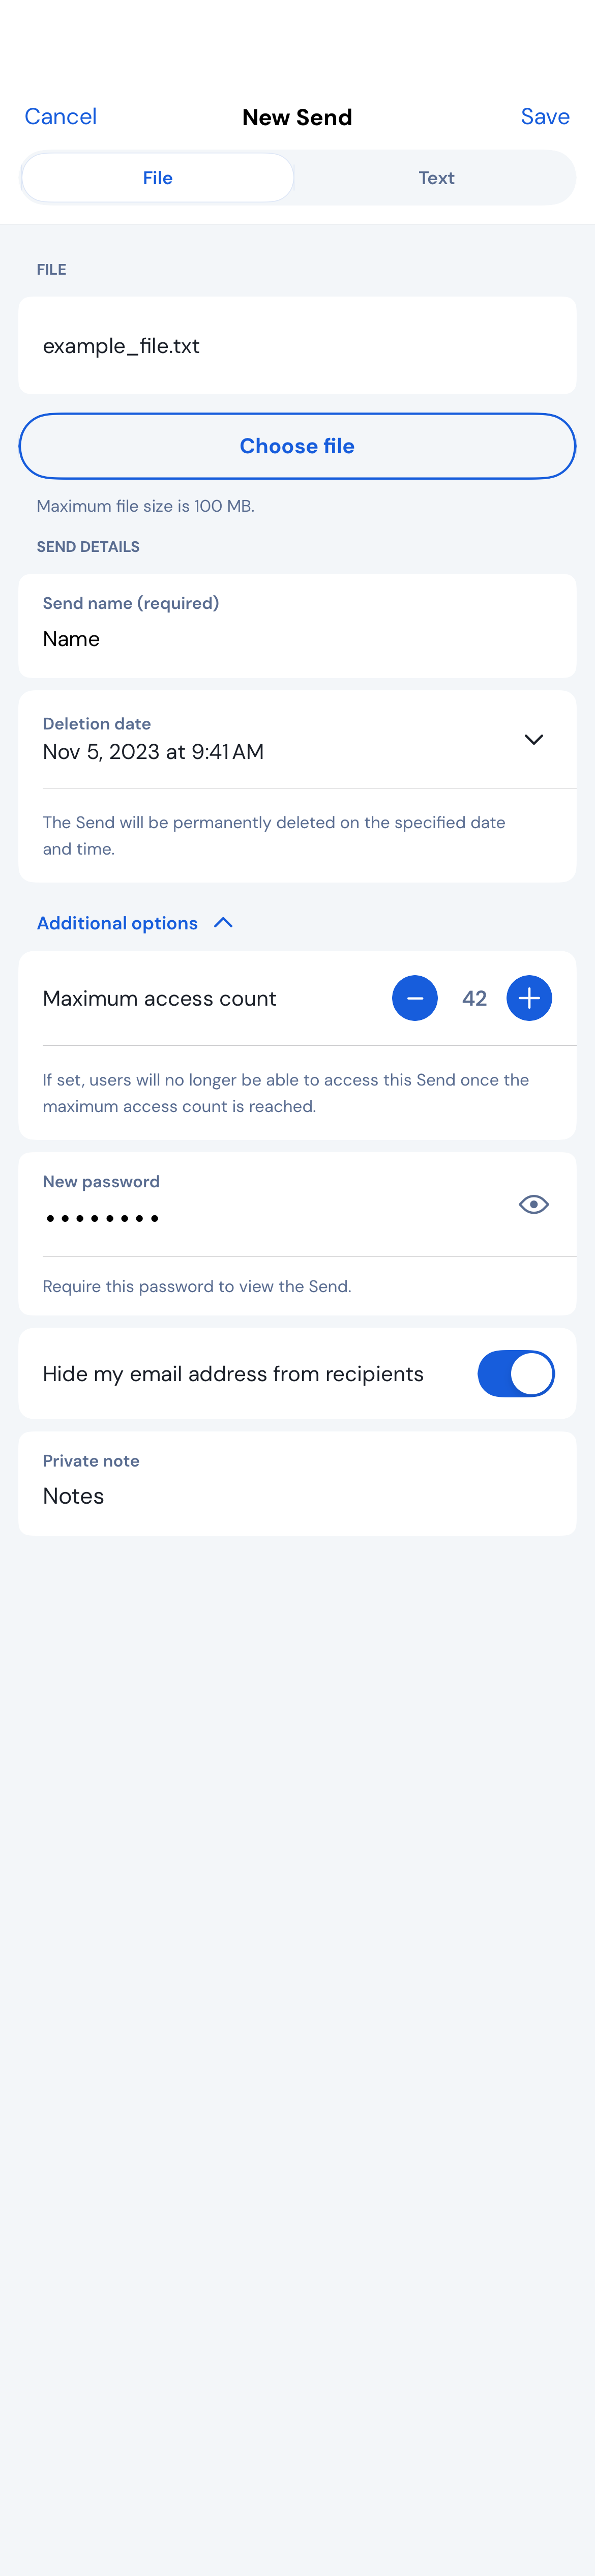 Cancel New Send Save
File Text
FILE
example_file.txt
Choose file
Maximum file size is 100 MB.
SEND DETAILS
Send name (required)
Name
Deletion date
Nov 5, 2023 at 9:41 AM
The Send will be permanently deleted on the specified date
and time.
Additional options
Maximum access count 42
If set, users will no longer be able to access this Send once the
maximum access count is reached.
New password
••••••••
Require this password to view the Send.
Hide my email address from recipients
Private note
Notes